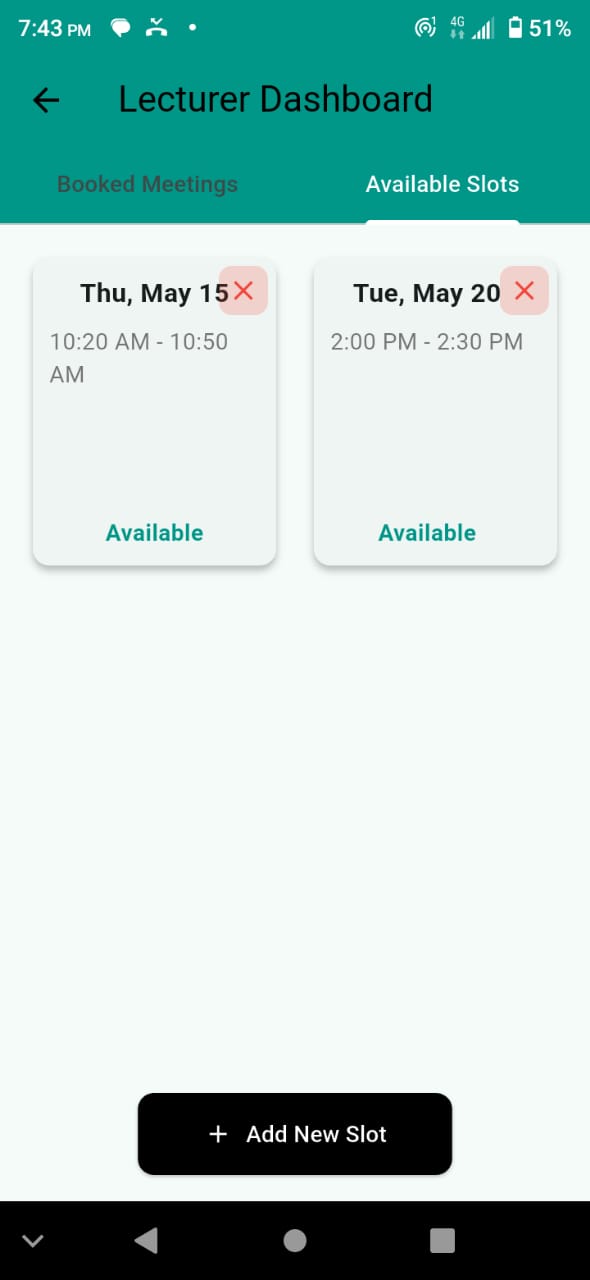 7:43 PM 4G 51%
Lecturer Dashboard
Booked Meetings Available Slots
Thu, May 15
10:20 AM - 10:50
AM
Available
Tue, May 20
2:00 PM - 2:30 PM
Available
+ Add New Slot